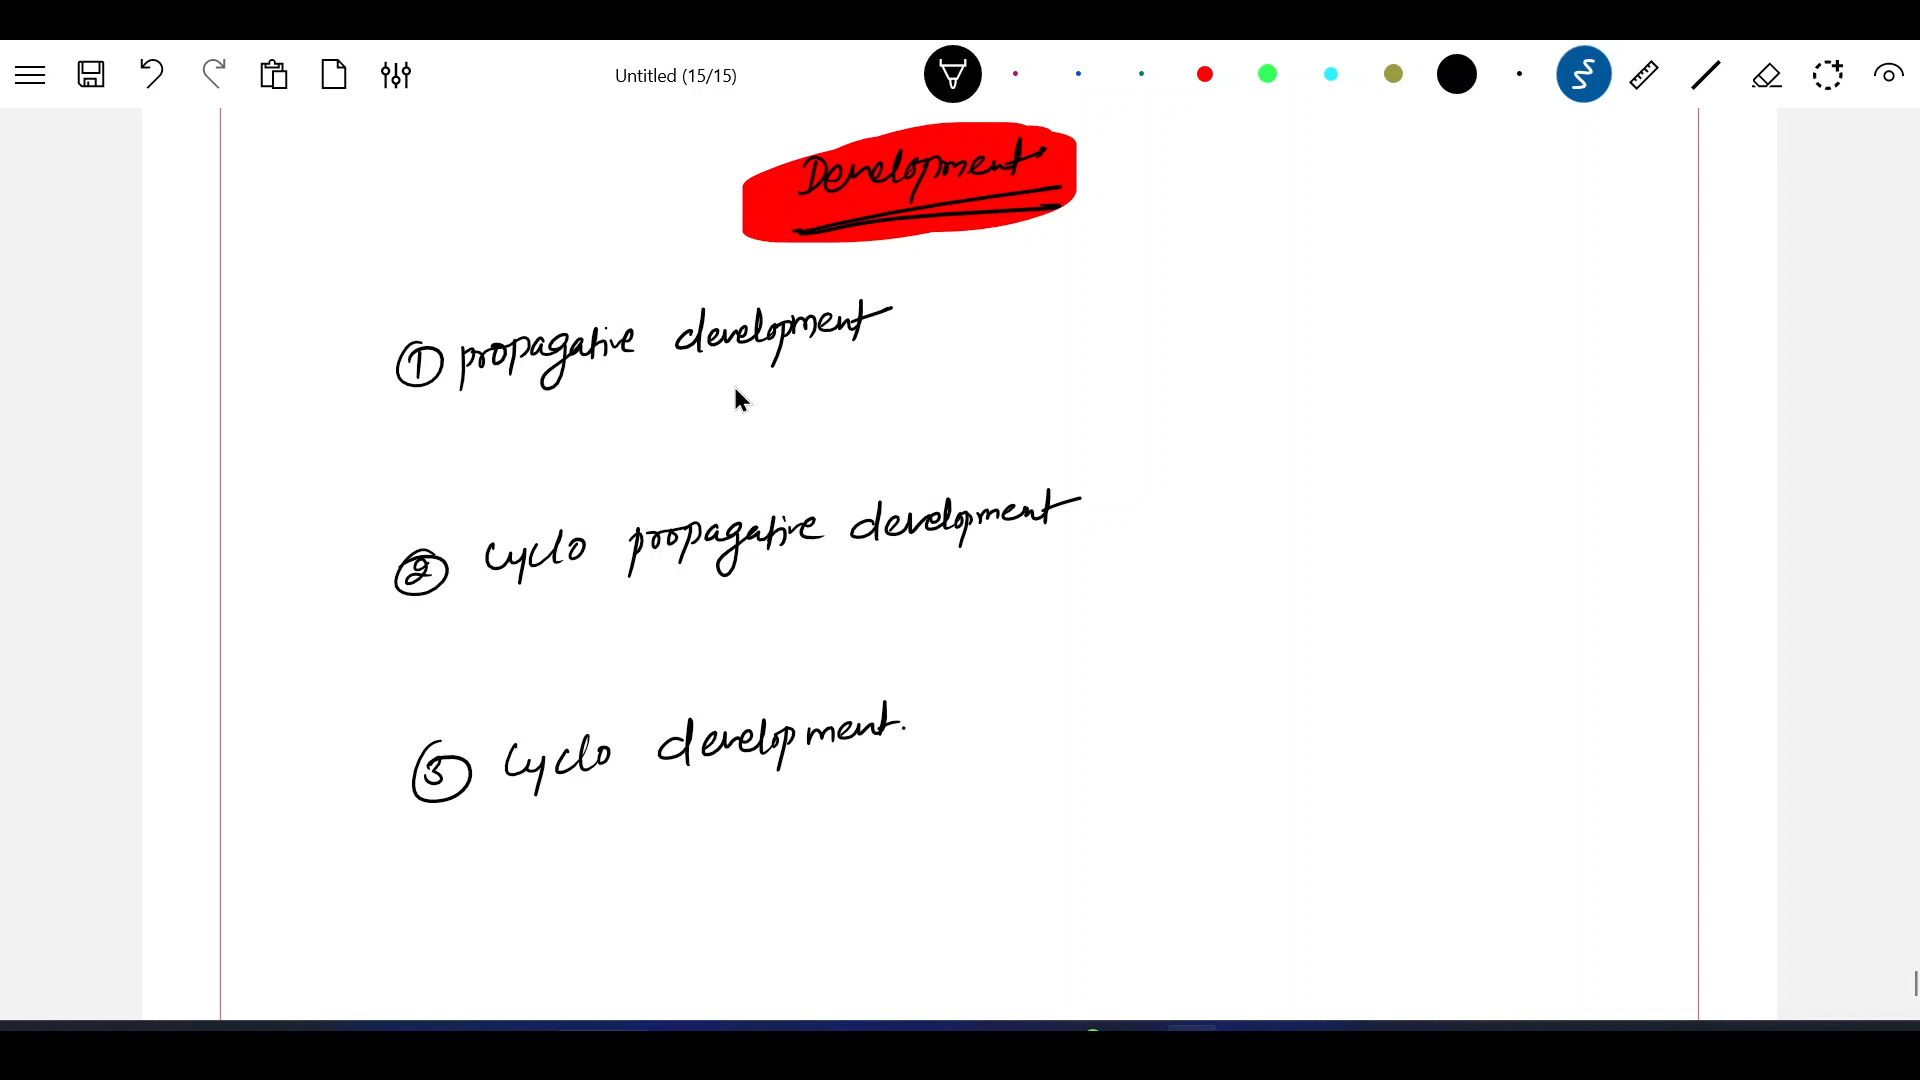 Untitled (15/15)
Development
① propagative development
② cyclo propagative development
③ cyclo development.